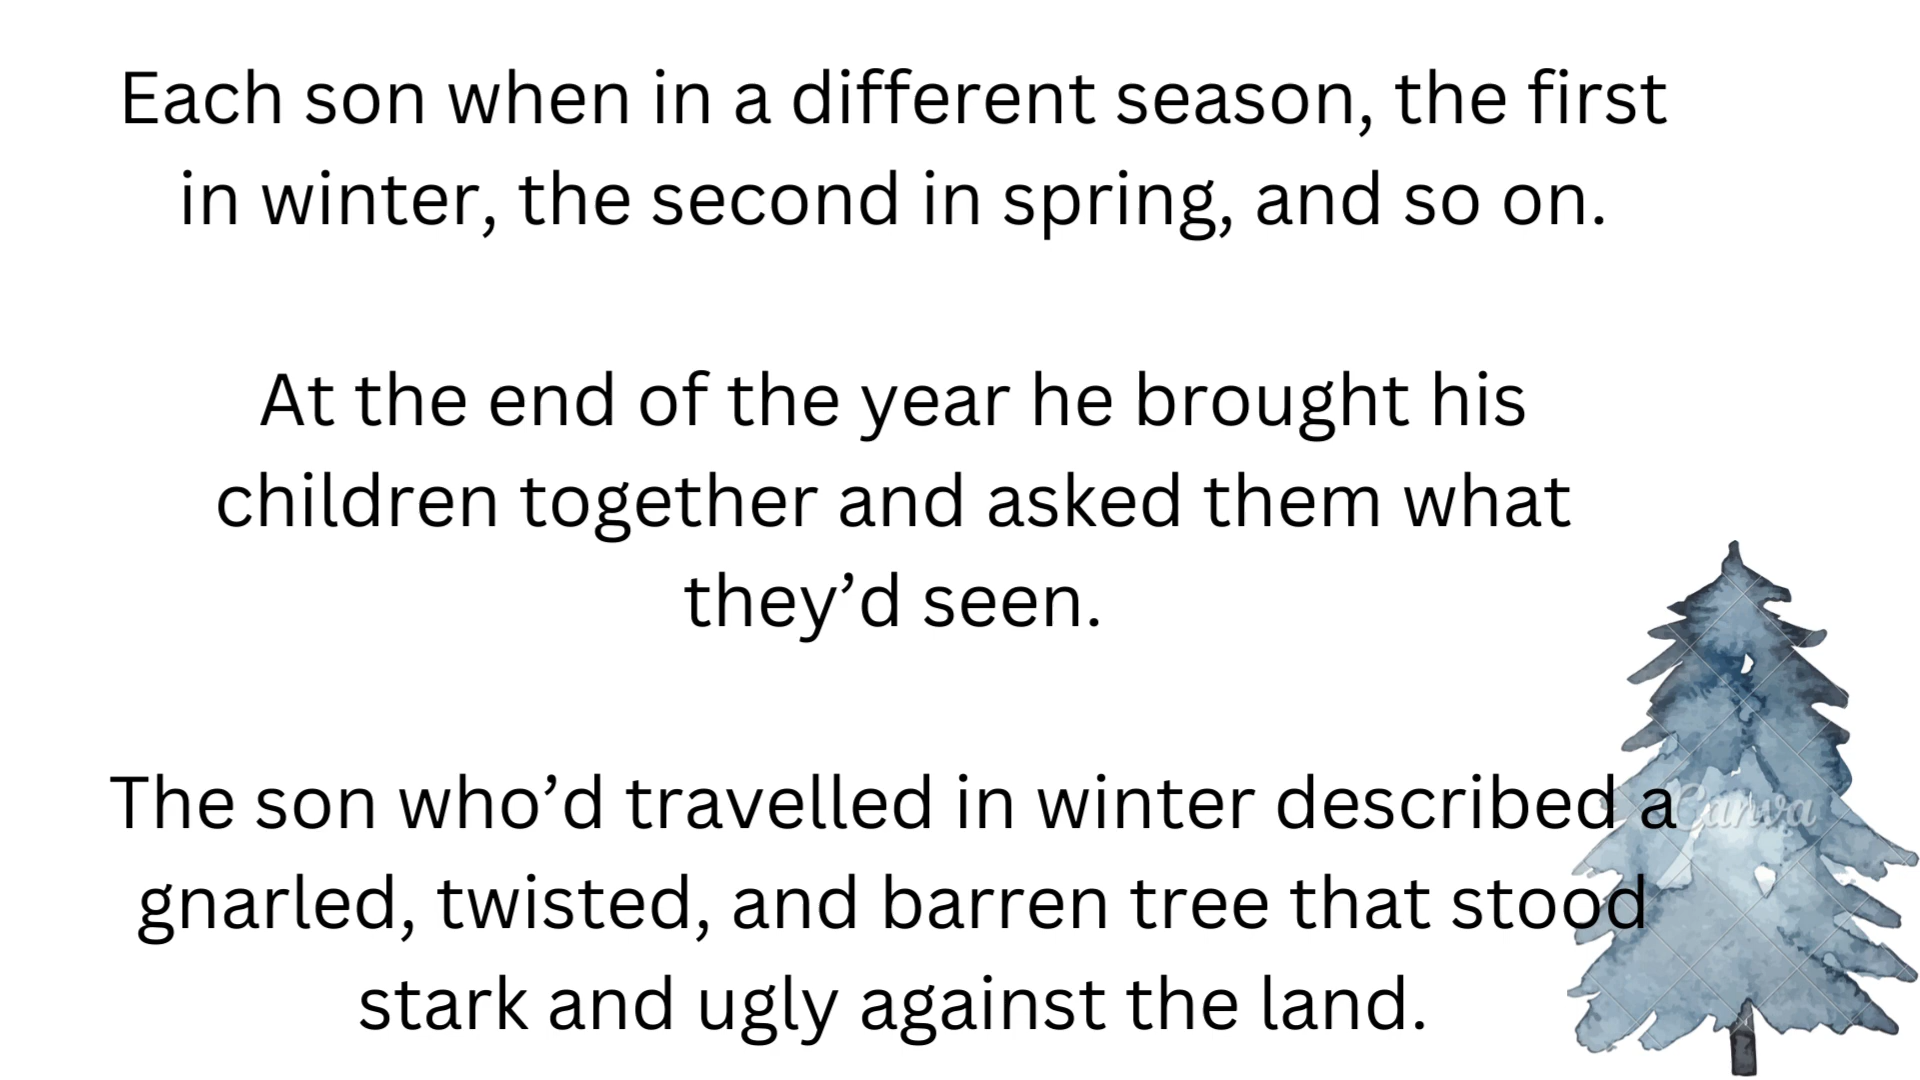 Each son when in a different season, the first
in winter, the second in spring, and so on.
At the end of the year he brought his
children together and asked them what
they’d seen.
The son who’d travelled in winter described a
gnarled, twisted, and barren tree that stood
stark and ugly against the land.
Canva